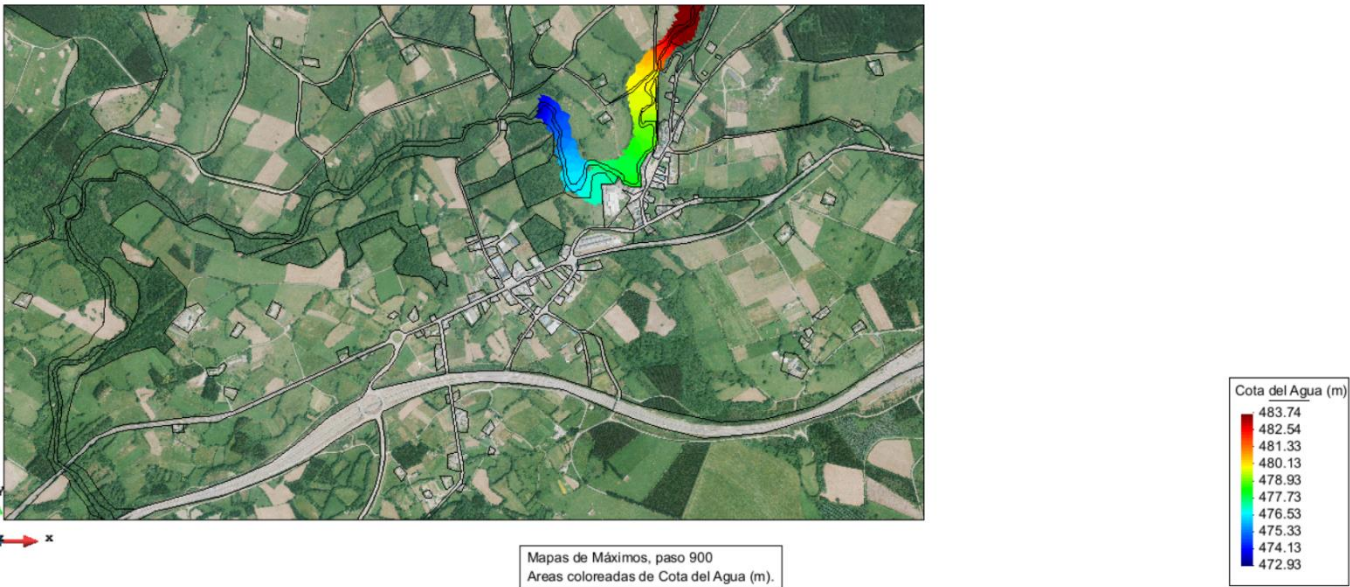 Cota del Agua (m)
483.74
482.54
481.33
480.13
478.93
477.73
476.53
475.33
474.13
472.93
x
Mapas de Máximos, paso 900
Areas coloreadas de Cota del Agua (m).